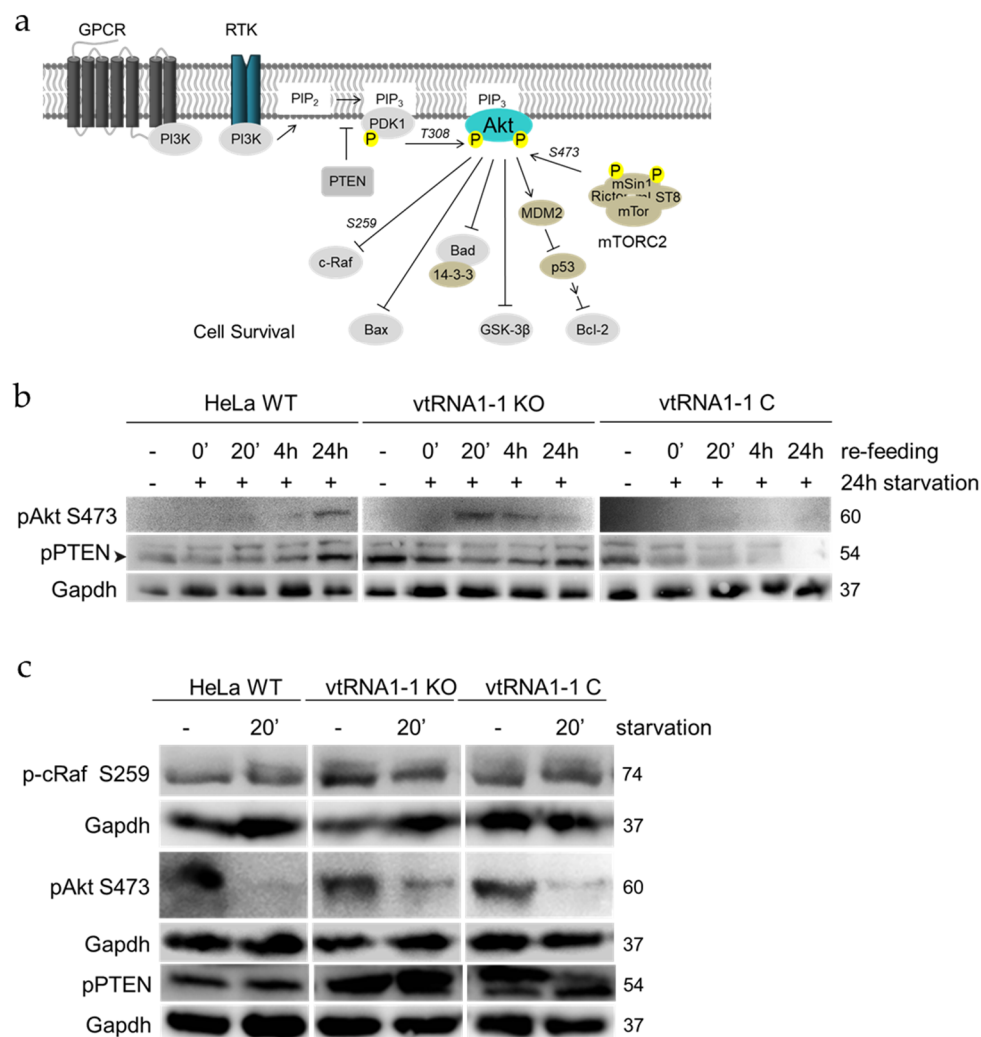 a
GPCR
RTK
PIP2
PIP3
PIP3
PI3K
PI3K
PDK1
Akt
P
T308
P
P
S473
PTEN
P
P
mSin1
ST8
mTor
mTORC2
MDM2
S259
c-Raf
Bad
14-3-3
p53
Cell Survival
Bax
GSK-3β
Bcl-2
b
HeLa WT
vtRNA1-1 KO
vtRNA1-1 C
- 0' 20' 4h 24h - 0' 20' 4h 24h - 0' 20' 4h 24h re-feeding
- + + + + - + + + + - + + + + 24h starvation
pAkt S473 60
pPTEN 54
Gapdh 37
c
HeLa WT vtRNA1-1 KO vtRNA1-1 C
- 20' - 20' - 20' starvation
p-cRaf S259 74
Gapdh 37
pAkt S473 60
Gapdh 37
pPTEN 54
Gapdh 37